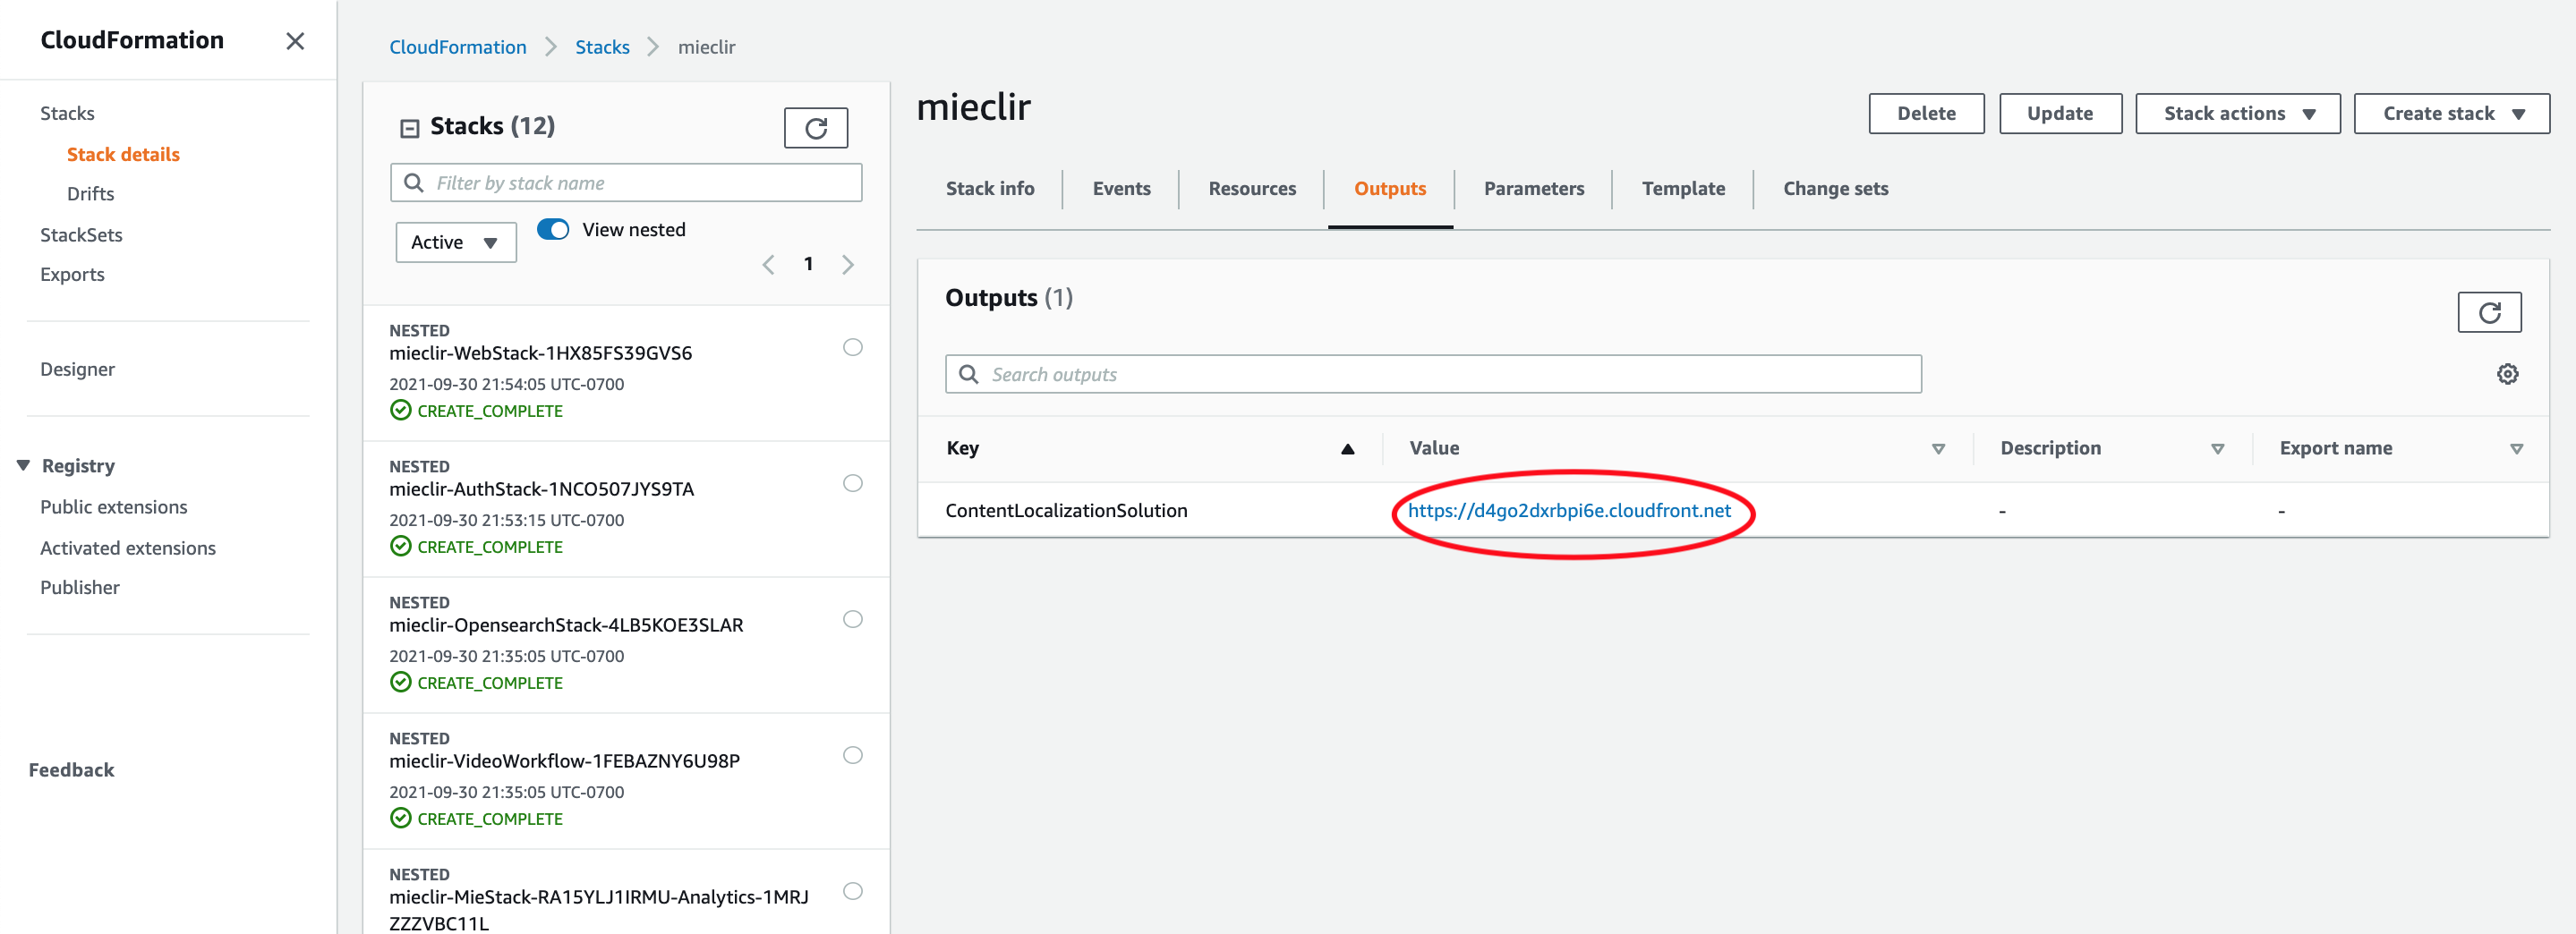 CloudFormation
Stacks
Stack details
Drifts
StackSets
Exports
Designer
Registry
Public extensions
Activated extensions
Publisher
Feedback
CloudFormation Stacks mieclir
Stacks (12)
Filter by stack name
Active
View nested
1
NESTED
mieclir-WebStack-1HX85FS39GVS6
2021-09-30 21:54:05 UTC-0700
CREATE_COMPLETE
NESTED
mieclir-AuthStack-1NCO507JYS9TA
2021-09-30 21:53:15 UTC-0700
CREATE_COMPLETE
NESTED
mieclir-OpensearchStack-4LB5KOE3SLAR
2021-09-30 21:35:05 UTC-0700
CREATE_COMPLETE
NESTED
mieclir-VideoWorkflow-1FEBAZNY6U98P
2021-09-30 21:35:05 UTC-0700
CREATE_COMPLETE
NESTED
mieclir-MieStack-RA15YLJ1IRMU-Analytics-1MRJ
ZZZVBC11L
mieclir
Delete Update Stack actions Create stack
Stack info Events Resources Outputs Parameters Template Change sets
Outputs (1)
Search outputs
Key Value Description Export name
ContentLocalizationSolution https://d4go2dxrbpi6e.cloudfront.net - -